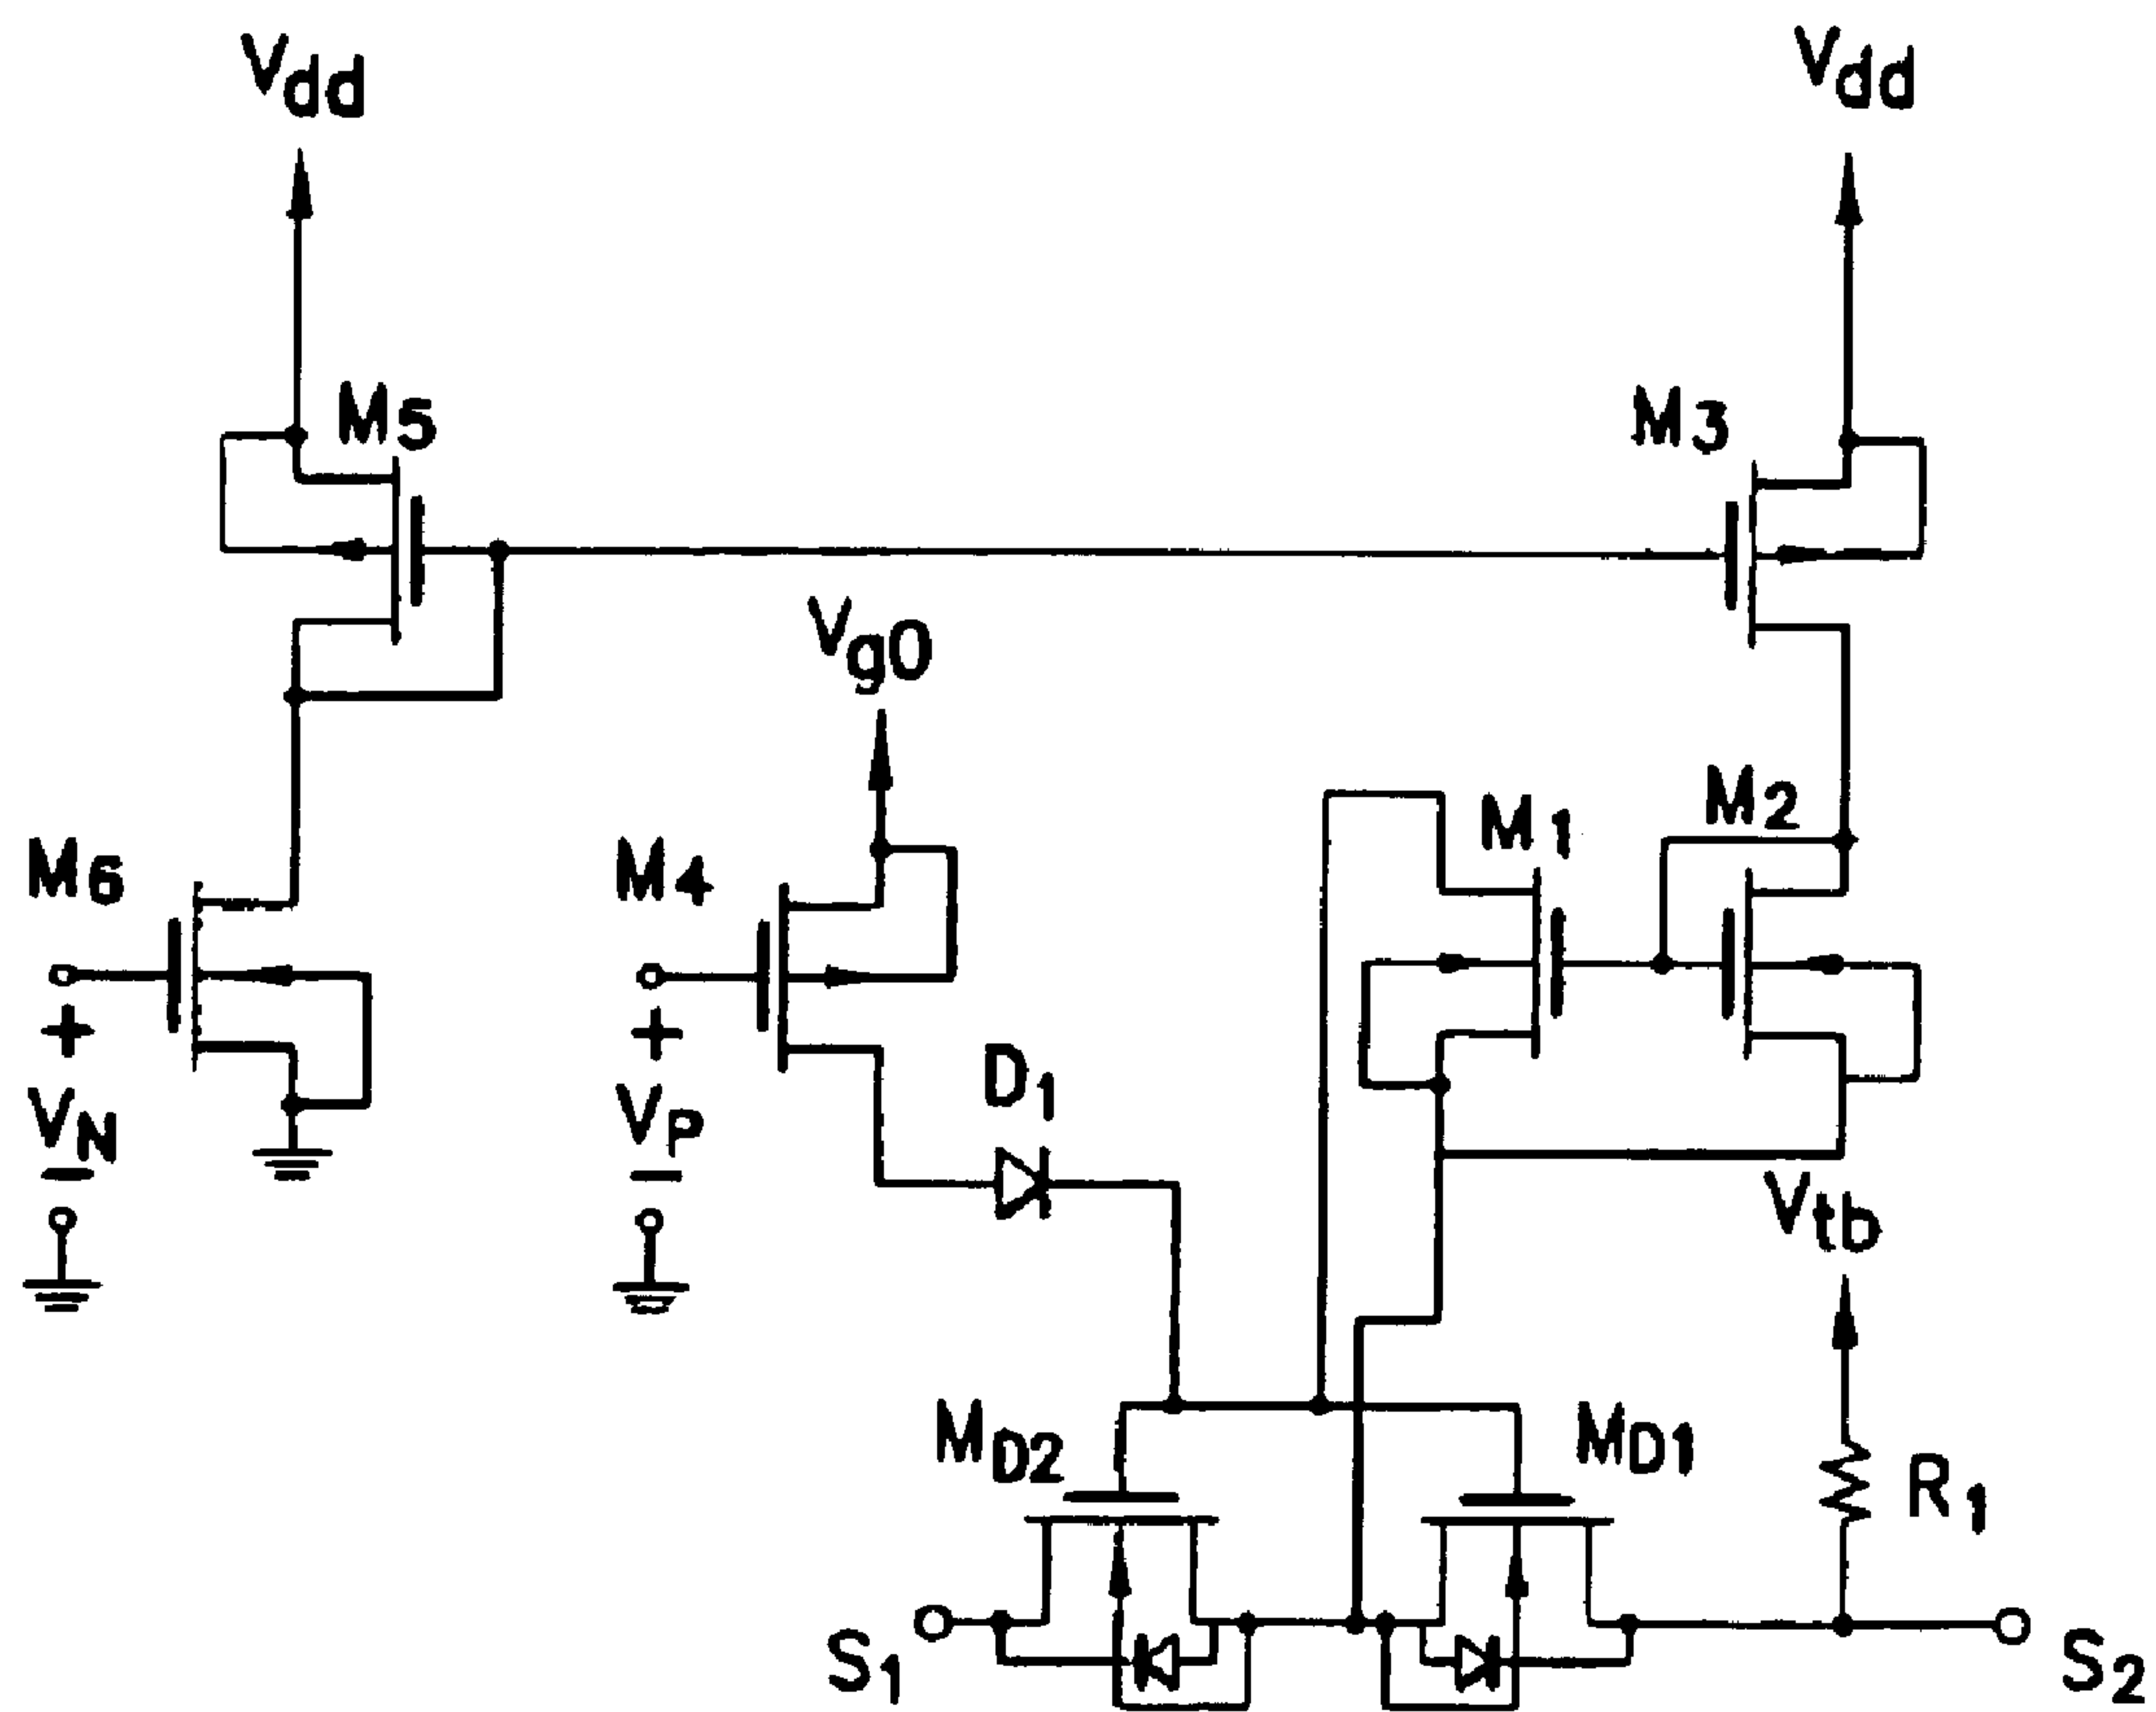 Vdd
Vdd
M5
M3
Vg0
M2
M1
M6
M4
+
+
D1
VN
VP
−
−
Vtb
MD2
MD1
R1
S1
S2